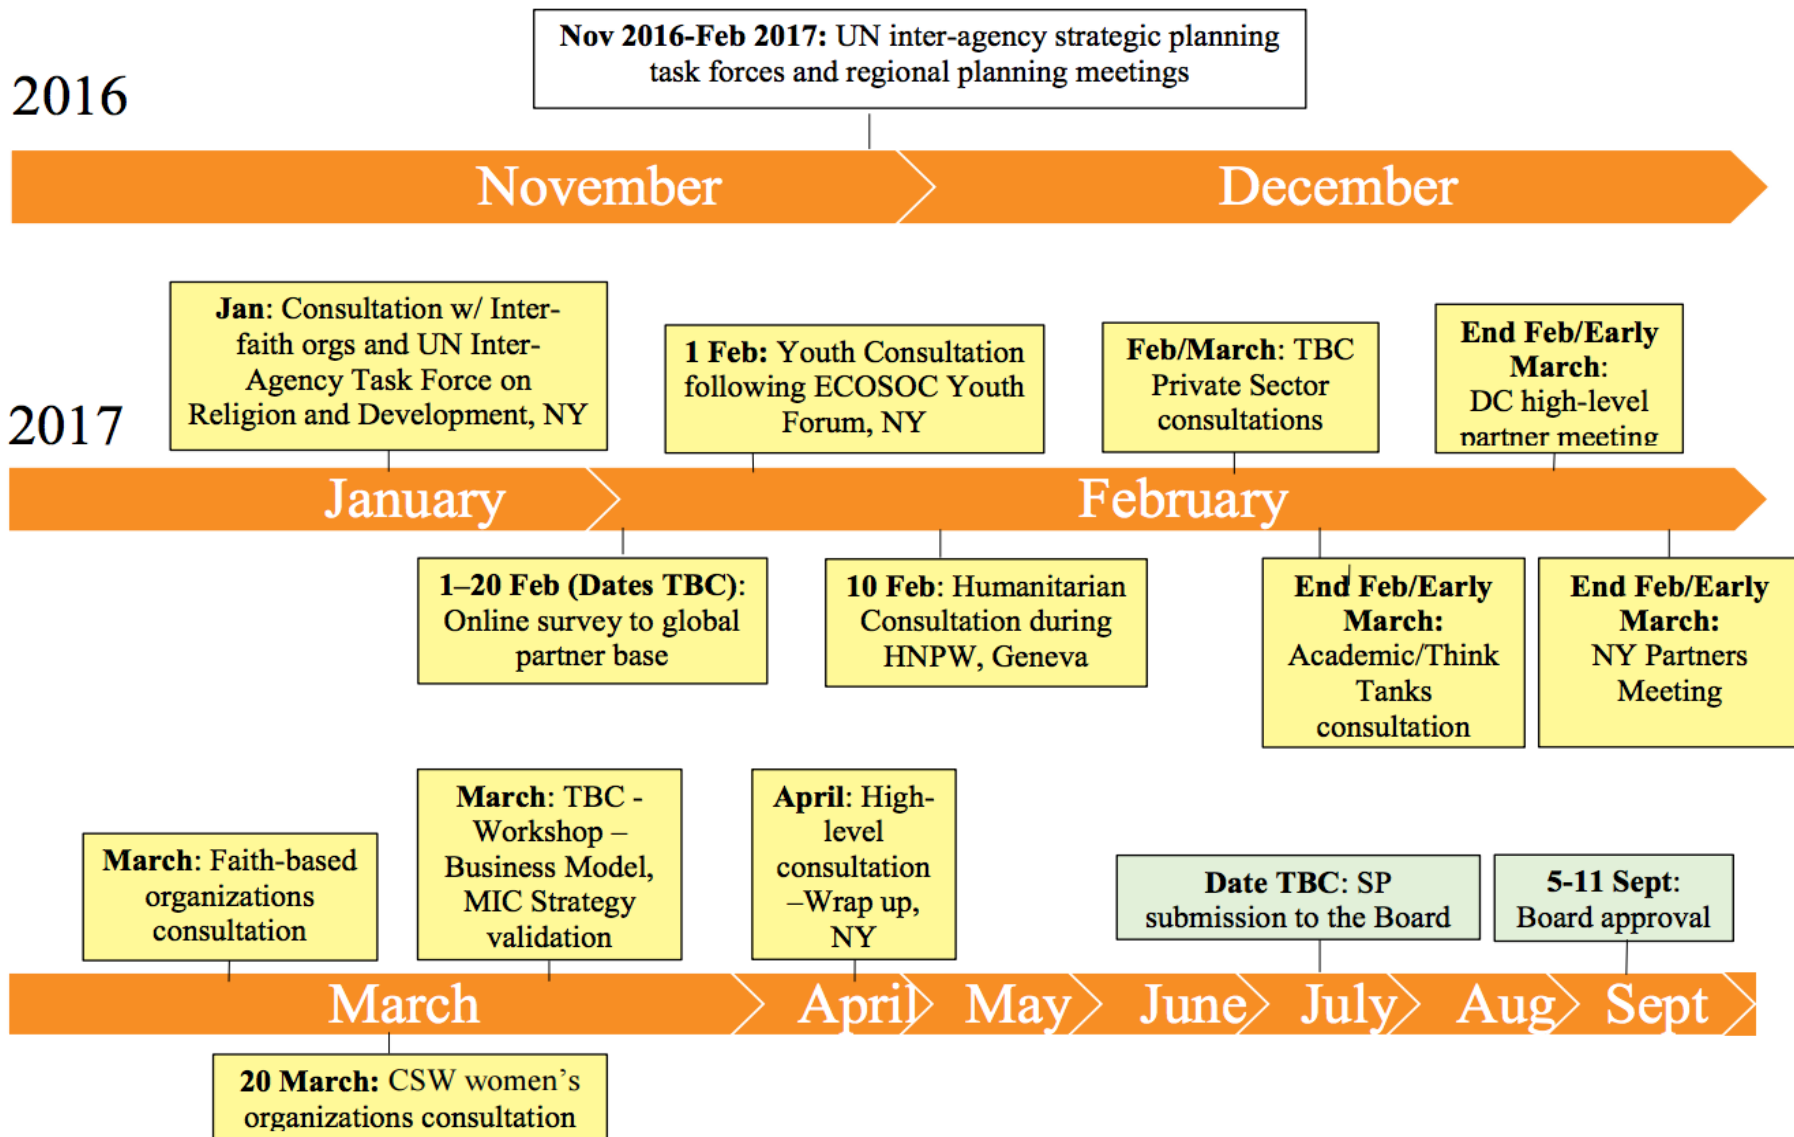 Nov 2016-Feb 2017: UN inter-agency strategic planning
task forces and regional planning meetings
2016
November
December
Jan: Consultation w/ Inter-
faith orgs and UN Inter-
Agency Task Force on
Religion and Development, NY
1 Feb: Youth Consultation
following ECOSOC Youth
Forum, NY
Feb/March: TBC
Private Sector
consultations
End Feb/Early
March:
DC high-level
partner meeting
2017
January
February
1–20 Feb (Dates TBC):
Online survey to global
partner base
10 Feb: Humanitarian
Consultation during
HNPW, Geneva
End Feb/Early
March:
Academic/Think
Tanks
consultation
End Feb/Early
March:
NY Partners
Meeting
March: Faith-based
organizations
consultation
March: TBC -
Workshop –
Business Model,
MIC Strategy
validation
April: High-
level
consultation
–Wrap up,
NY
Date TBC: SP
submission to the Board
5-11 Sept:
Board approval
March
April
May
June
July
Aug
Sept
20 March: CSW women’s
organizations consultation